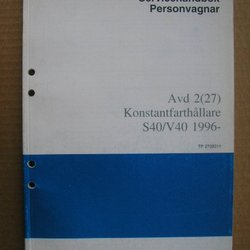 Servicehandbok
Personvagnar
Avd 2(27)
Konstantfarthållare
S40/V40 1996-